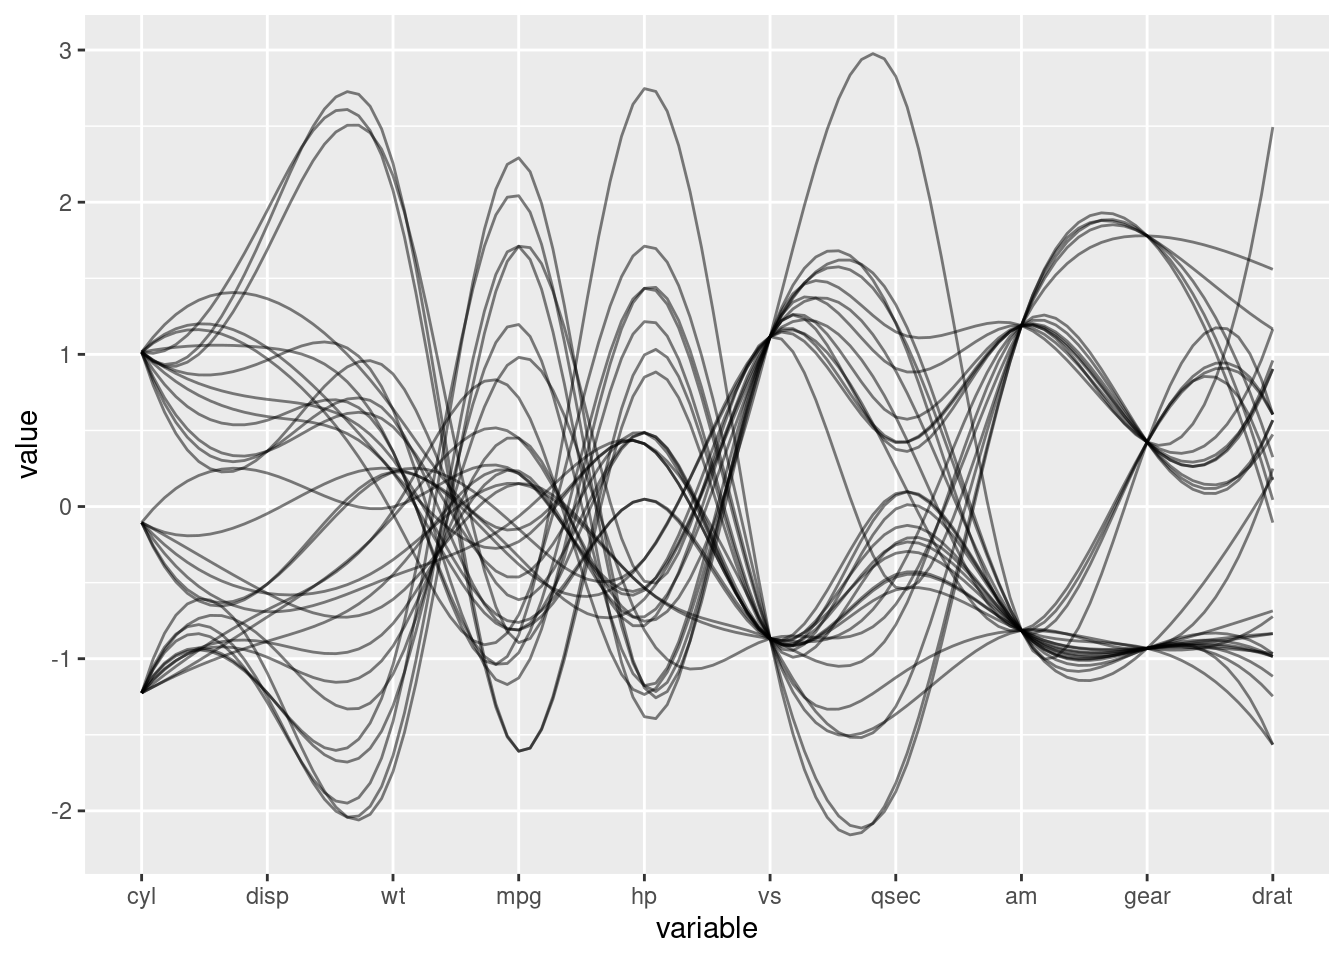 3
2
1
0
-1
-2
value
cyl disp wt mpg hp vs qsec am gear drat
variable